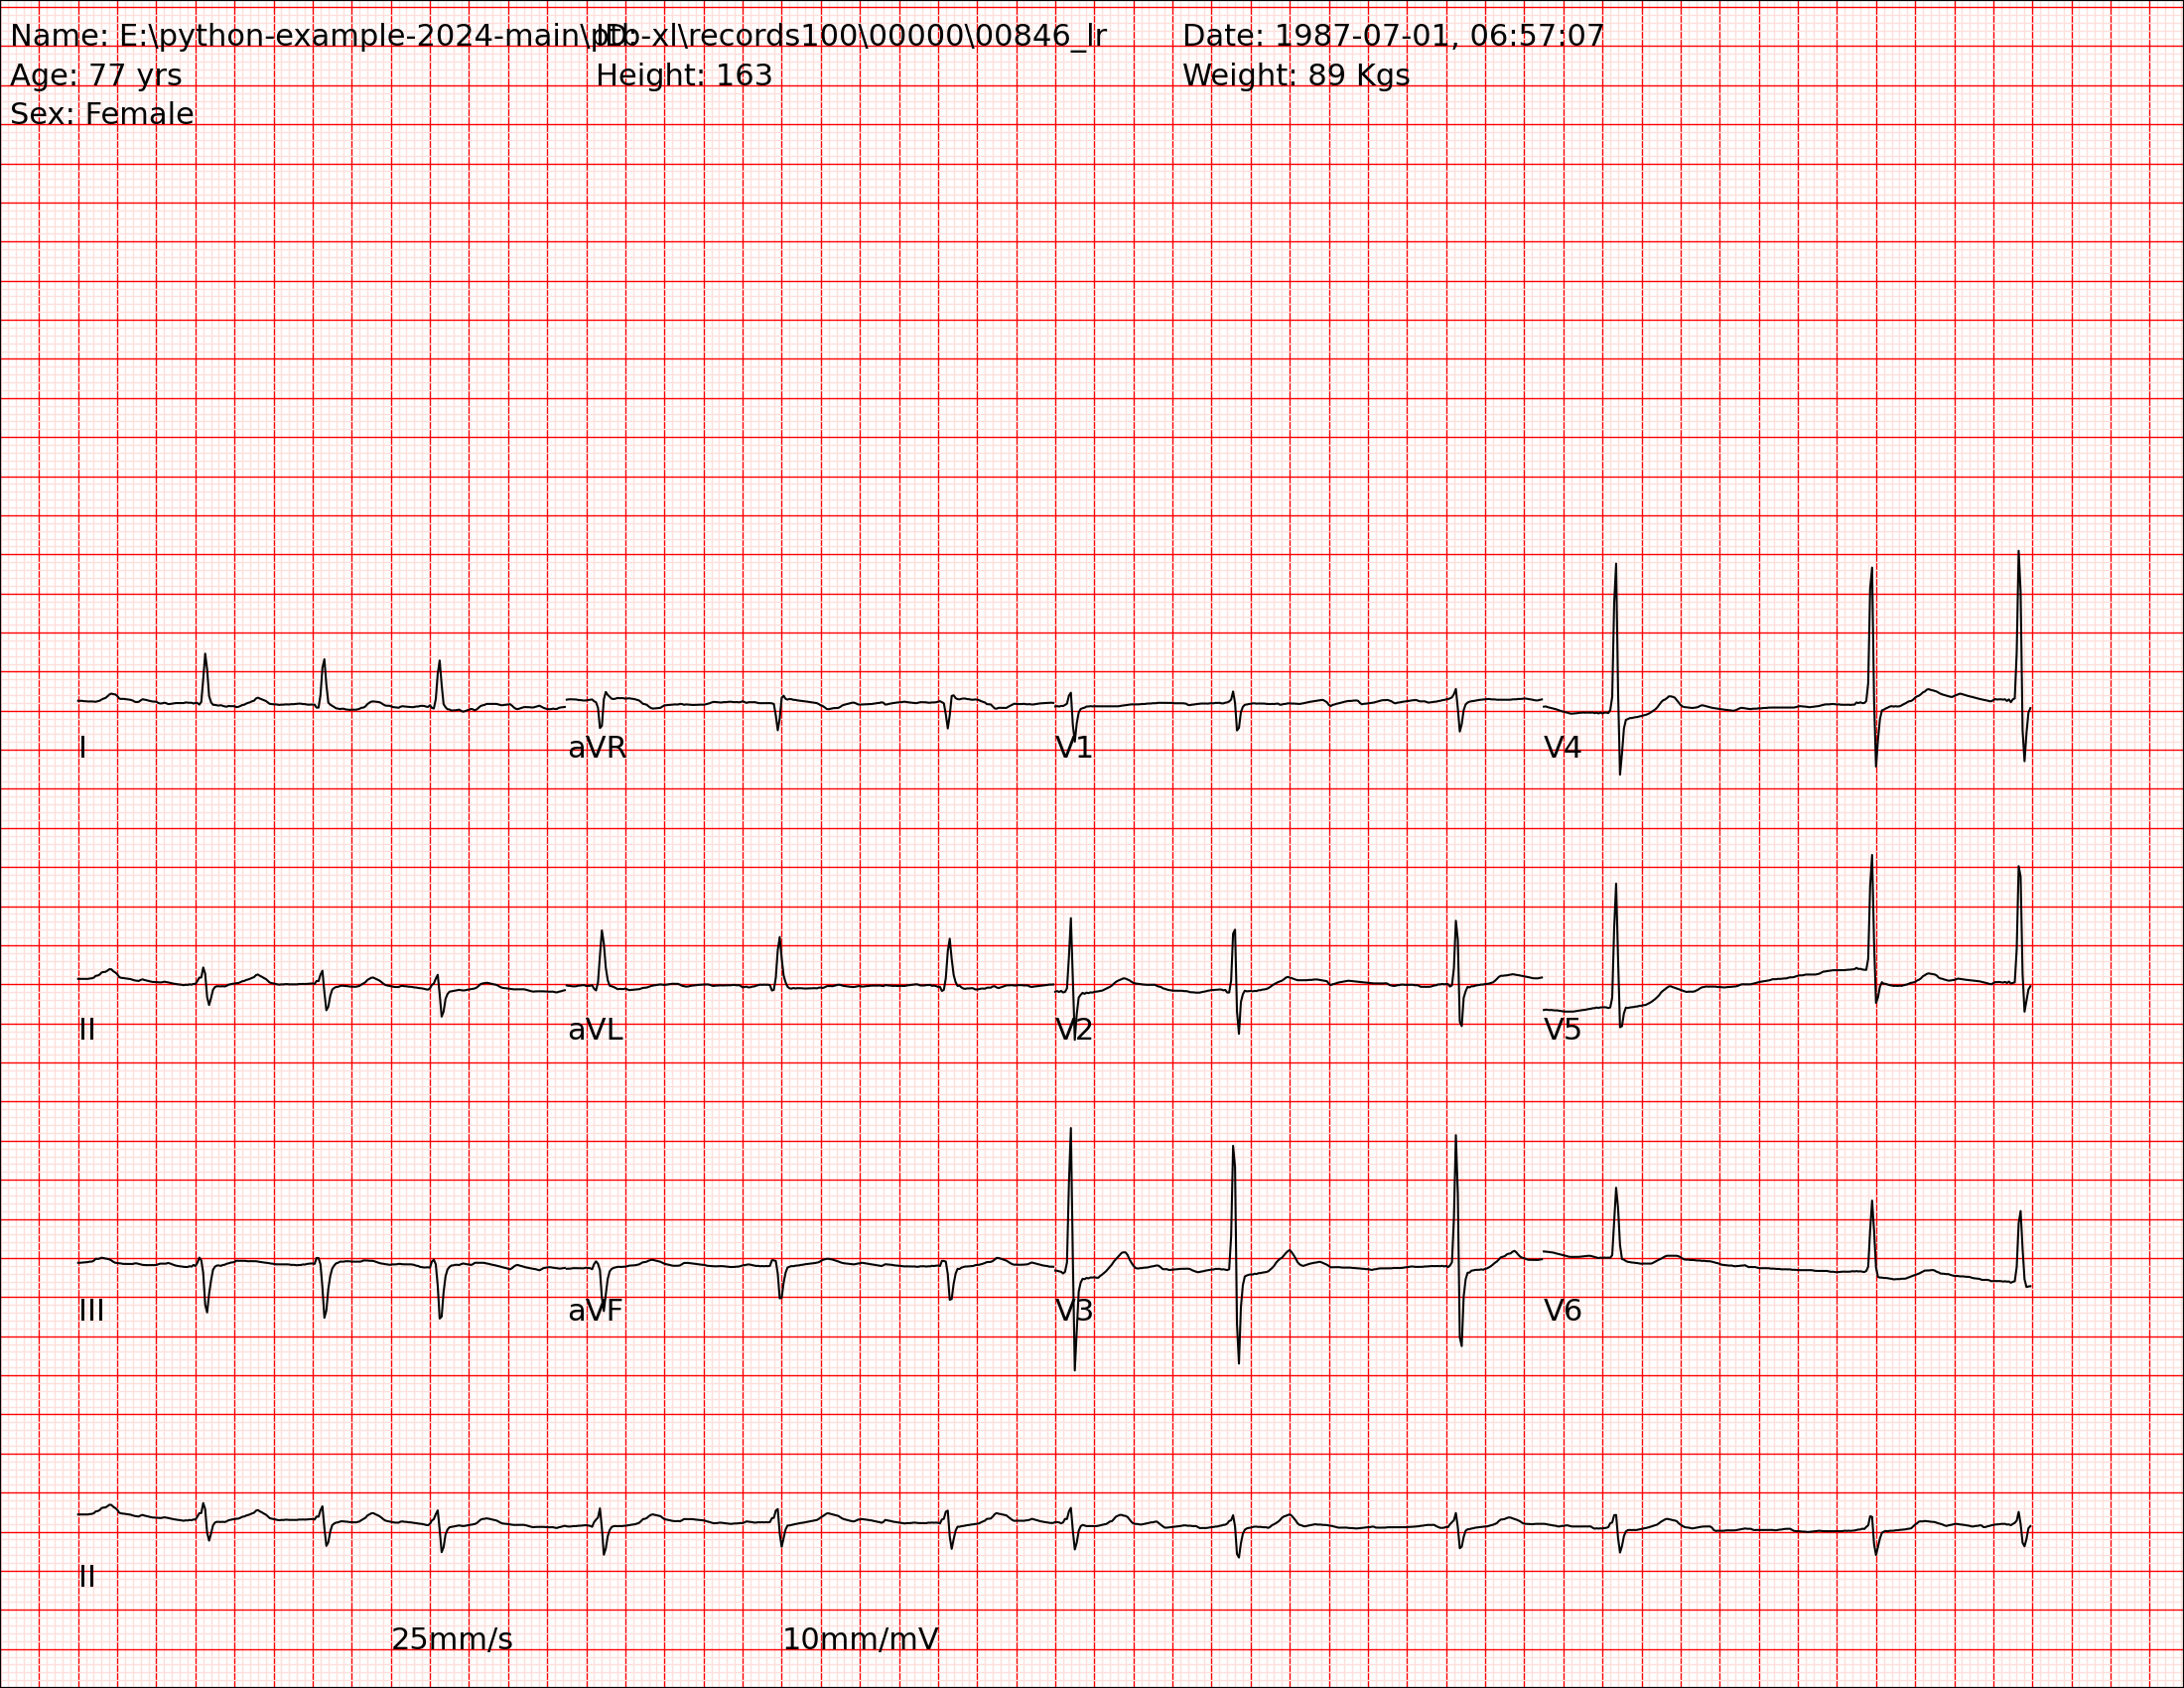 Name: E:\python-example-2024-main\ptb-xl\records100\00000\00846_lr ID: Date: 1987-07-01, 06:57:07
Age: 77 yrs Height: 163 Weight: 89 Kgs
Sex: Female
I aVR V1 V4
II aVL V2 V5
III aVF V3 V6
II
25mm/s 10mm/mV